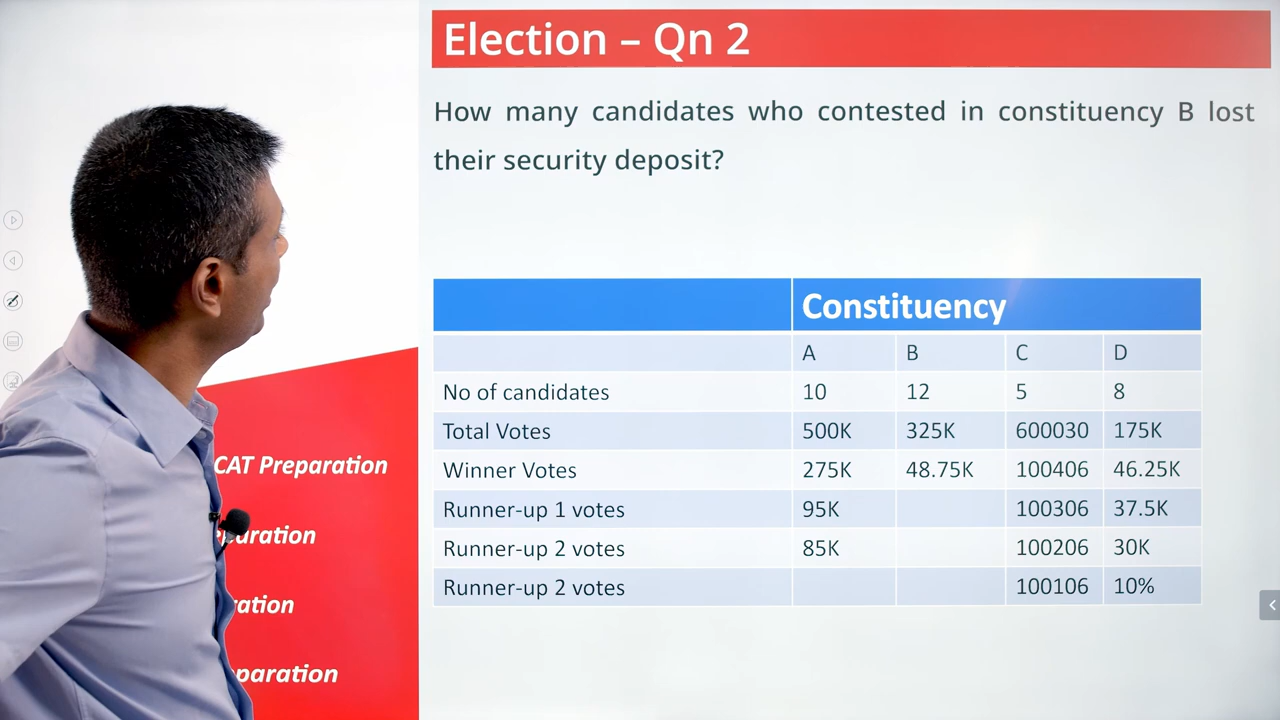 Election – Qn 2
How many candidates who contested in constituency B lost
their security deposit?
Constituency
A B C D
No of candidates 10 12 5 8
Total Votes 500K 325K 600030 175K
Winner Votes 275K 48.75K 100406 46.25K
Runner-up 1 votes 95K 100306 37.5K
Runner-up 2 votes 85K 100206 30K
Runner-up 2 votes 100106 10%
CAT Preparation
eparation
ration
paration